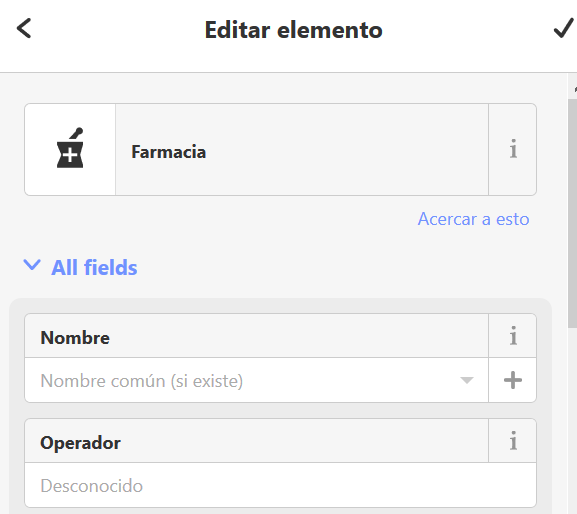 Editar elemento
Farmacia
Acercar a esto
All fields
Nombre
Nombre común (si existe)
Operador
Desconocido